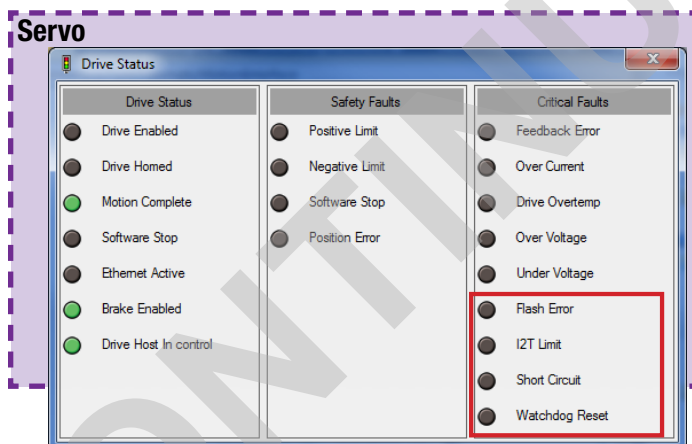 Servo
Drive Status
Drive Status
Drive Enabled
Drive Homed
Motion Complete
Software Stop
Ethernet Active
Brake Enabled
Drive Host In control
Safety Faults
Positive Limit
Negative Limit
Software Stop
Position Error
Critical Faults
Feedback Error
Over Current
Drive Overtemp
Over Voltage
Under Voltage
Flash Error
I2T Limit
Short Circuit
Watchdog Reset